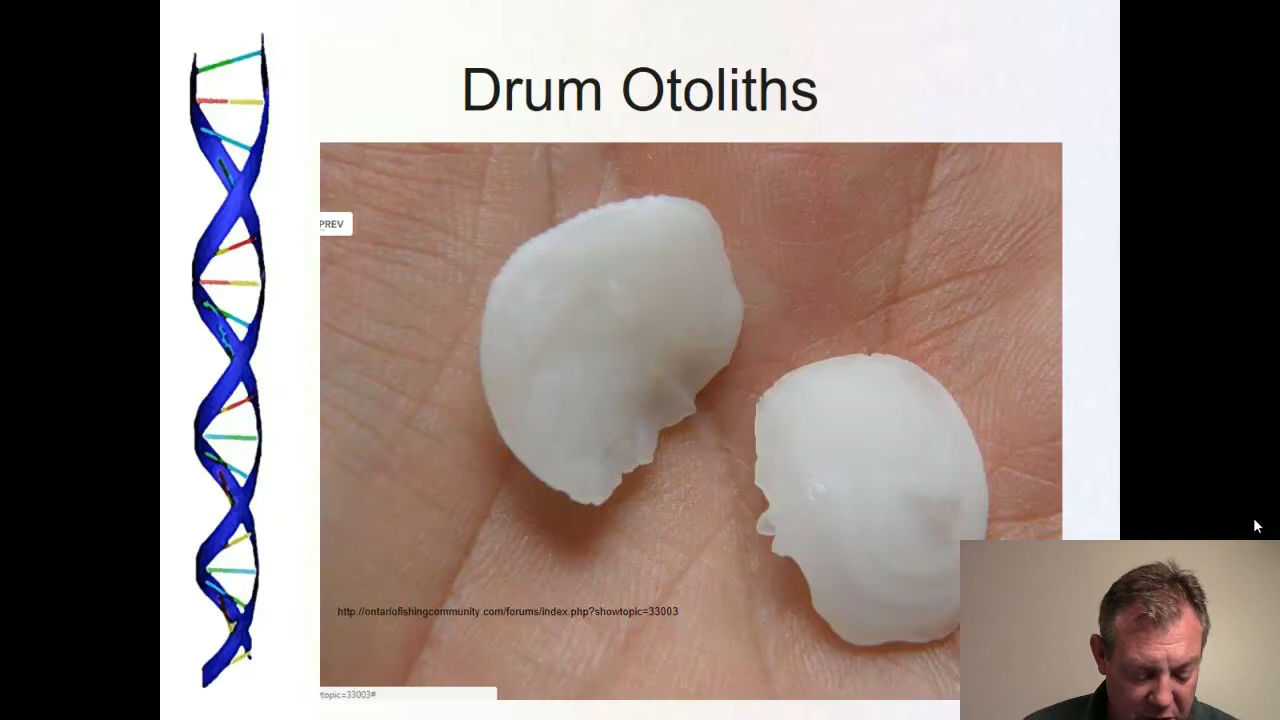 Drum Otoliths
PREV
http://ontariofishingcommunity.com/forums/index.php?showtopic=33003
topic=33003#